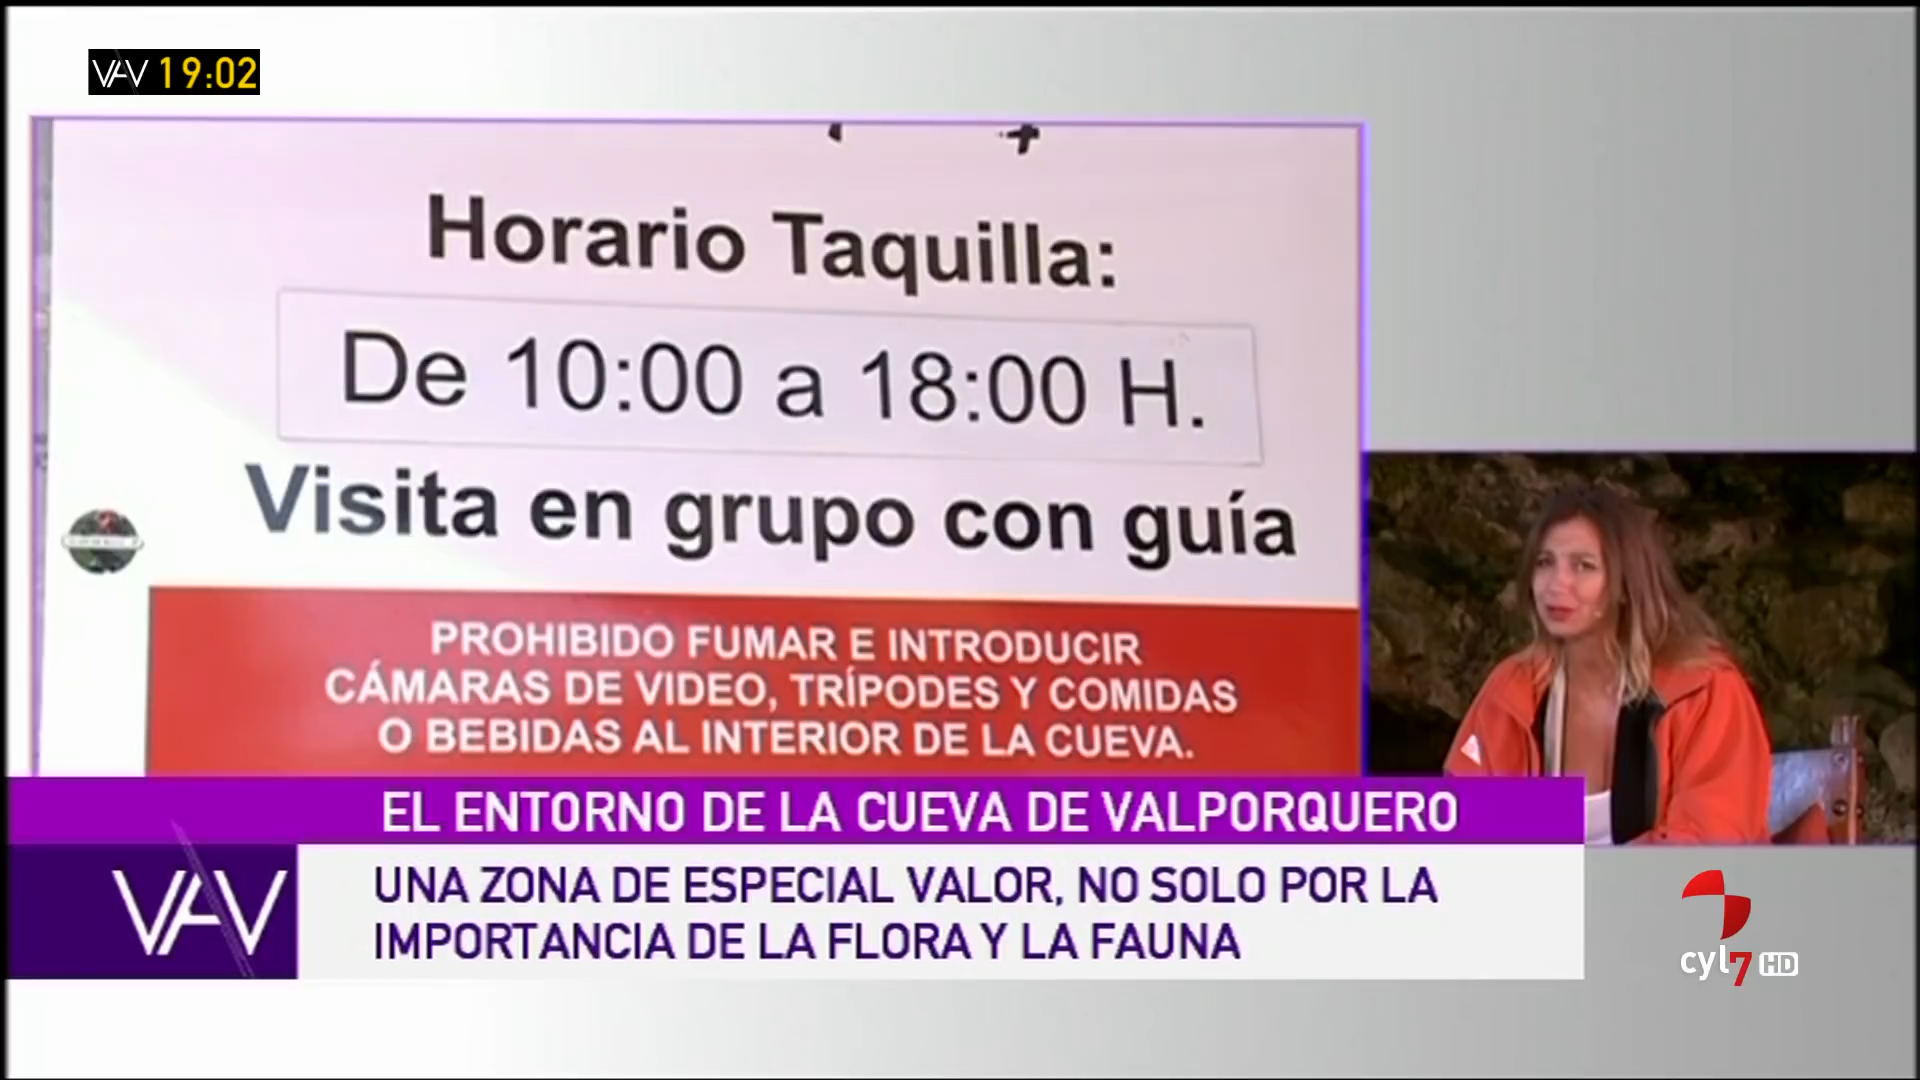 VAV 19:02
Horario Taquilla:
De 10:00 a 18:00 H.
Visita en grupo con guía
PROHIBIDO FUMAR E INTRODUCIR
CÁMARAS DE VIDEO, TRÍPODES Y COMIDAS
O BEBIDAS AL INTERIOR DE LA CUEVA.
EL ENTORNO DE LA CUEVA DE VALPORQUERO
VAV
UNA ZONA DE ESPECIAL VALOR, NO SOLO POR LA
IMPORTANCIA DE LA FLORA Y LA FAUNA
cyl7 HD